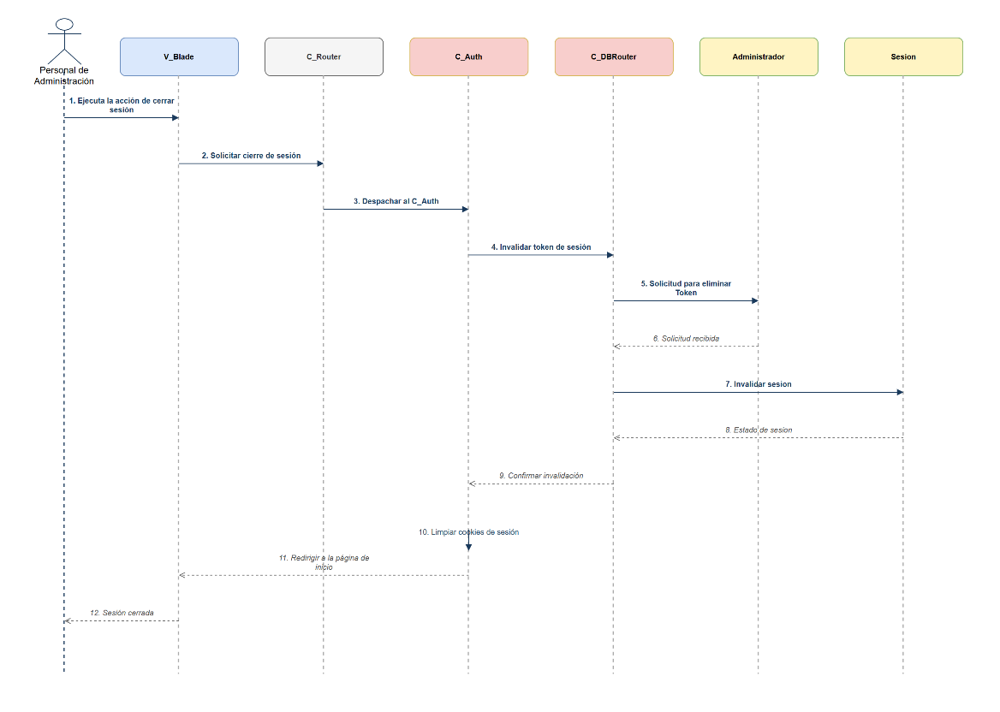 Personal de
Administración
V_Blade
C_Router
C_Auth
C_DBRouter
Administrador
Sesion
1. Ejecuta la acción de cerrar
sesión
2. Solicitar cierre de sesión
3. Despachar al C_Auth
4. Invalidar token de sesión
5. Solicitud para eliminar
Token
6. Solicitud recibida
7. Invalidar sesion
8. Estado de sesion
9. Confirmar invalidación
10. Limpiar cookies de sesión
11. Redirigir a la página de
inicio
12. Sesión cerrada